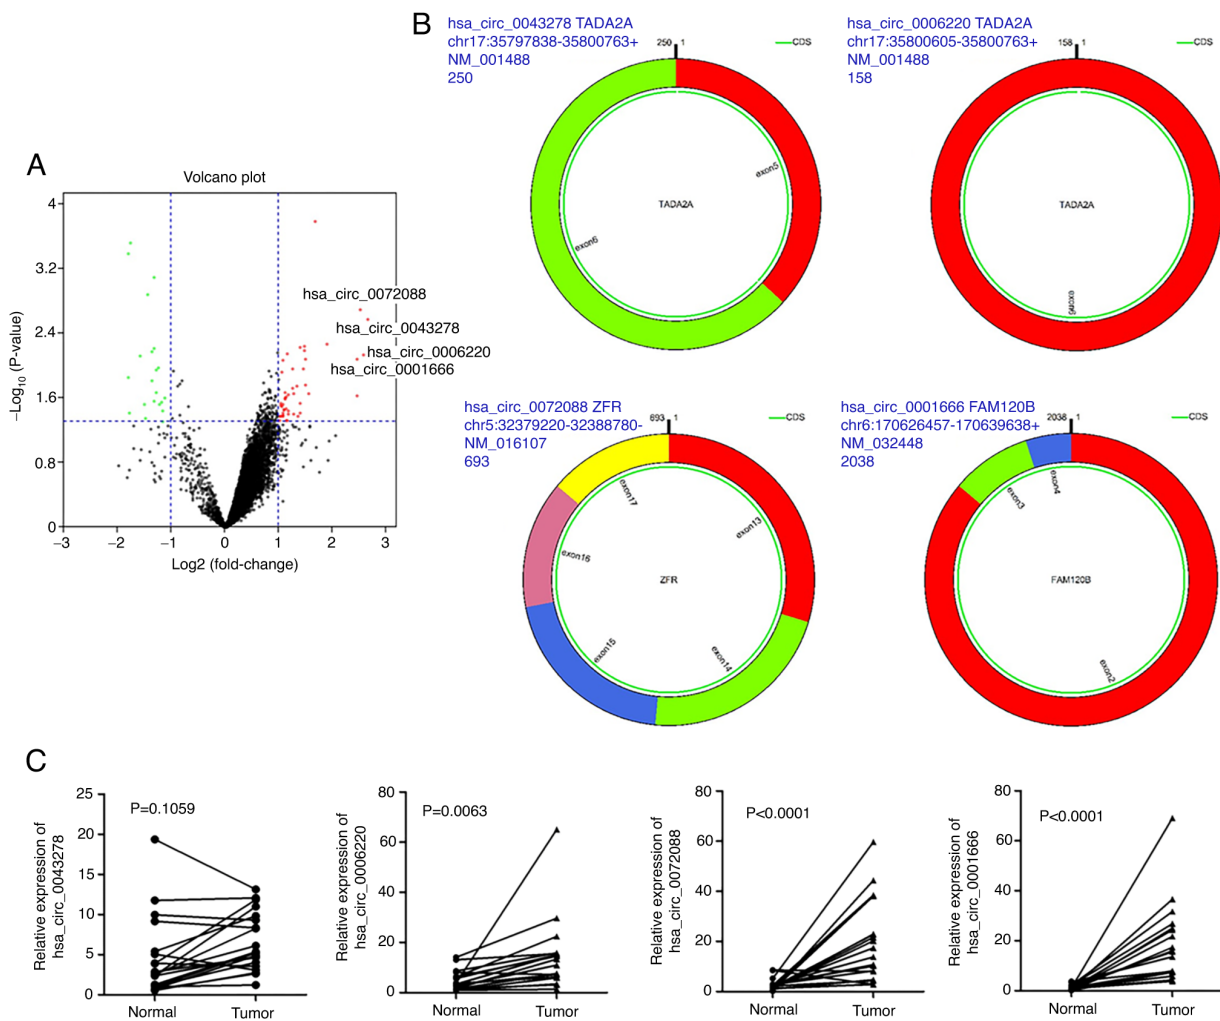 A
Volcano plot
4
3.2
2.4
1.6
0.8
0
−Log10 (P-value)
−3
−2
−1
0
1
2
3
Log2 (fold-change)
hsa_circ_0072088
hsa_circ_0043278
hsa_circ_0006220
hsa_circ_0001666
B
hsa_circ_0043278 TADA2A
chr17:35797838-35800763+
NM_001488
250
250
1
CDS
exon5
exon6
TADA2A
hsa_circ_0006220 TADA2A
chr17:35800605-35800763+
NM_001488
158
158
1
CDS
TADA2A
exon6
hsa_circ_0072088 ZFR
chr5:32379220-32388780-
NM_016107
693
693
1
CDS
exon17
exon13
exon16
ZFR
exon15
exon14
hsa_circ_0001666 FAM120B
chr6:170626457-170639638+
NM_032448
2038
2038
1
CDS
exon4
exon3
FAM120B
exon2
C
Relative expression of
hsa_circ_0043278
25
20
15
10
5
0
P=0.1059
Normal
Tumor
Relative expression of
hsa_circ_0006220
80
60
40
20
0
P=0.0063
Normal
Tumor
Relative expression of
hsa_circ_0072088
80
60
40
20
0
P<0.0001
Normal
Tumor
Relative expression of
hsa_circ_0001666
80
60
40
20
0
P<0.0001
Normal
Tumor